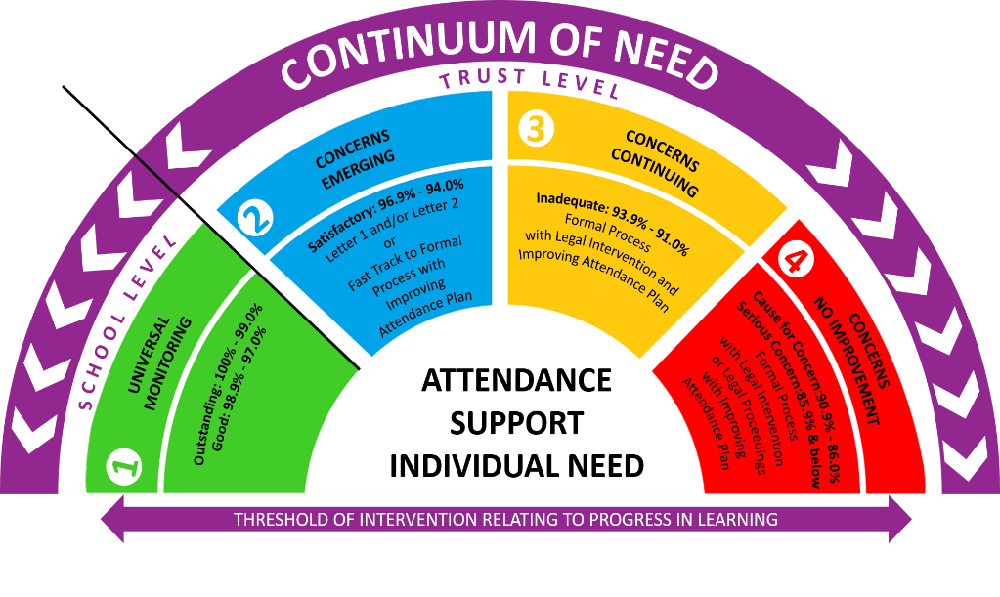 CONTINUUM OF NEED
TRUST LEVEL
SCHOOL LEVEL
1
UNIVERSAL
MONITORING
Outstanding: 100% - 99.0%
Good: 98.9% - 97.0%
2
CONCERNS
EMERGING
Satisfactory: 96.9% - 94.0%
Letter 1 and/or Letter 2
or
Fast Track to Formal
Process with
Improving
Attendance Plan
3
CONCERNS
CONTINUING
Inadequate: 93.9% - 91.0%
Formal Process
with Legal Intervention and
Improving Attendance Plan
4
CONCERNS
NO IMPROVEMENT
Cause for Concern:90.9% - 86.0%
Serious Concern:85.9% & below
Formal Process
with Legal Intervention
or Legal Proceedings
with Improving
Attendance Plan
ATTENDANCE
SUPPORT
INDIVIDUAL NEED
THRESHOLD OF INTERVENTION RELATING TO PROGRESS IN LEARNING